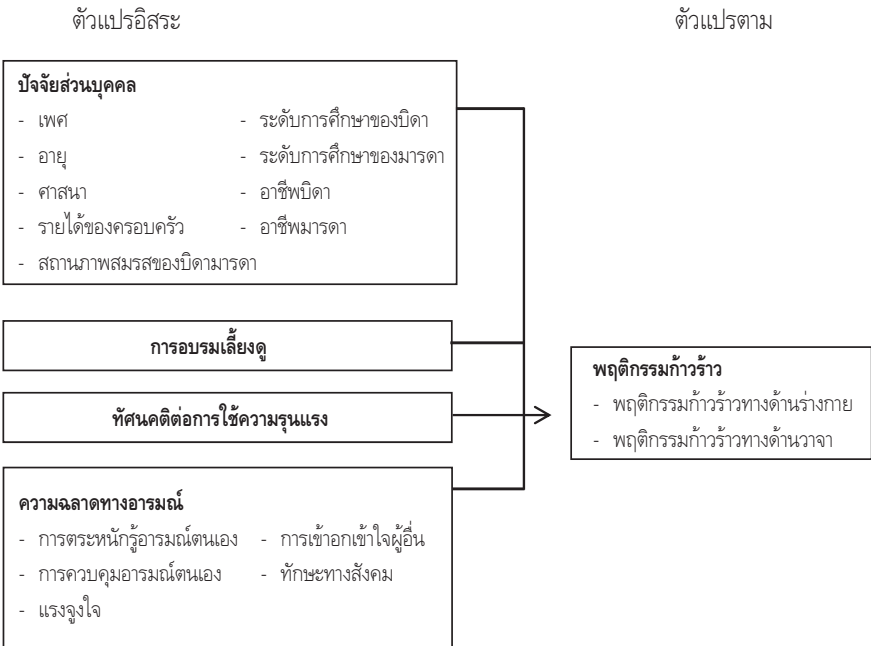 ตัวแปรอิสระ ตัวแปรตาม
ปัจจัยส่วนบุคคล
- เพศ - ระดับการศึกษาของบิดา
- อายุ - ระดับการศึกษาของมารดา
- ศาสนา - อาชีพบิดา
- รายได้ของครอบครัว - อาชีพมารดา
- สถานภาพสมรสของบิดามารดา
การอบรมเลี้ยงดู
ทัศนคติต่อการใช้ความรุนแรง
ความฉลาดทางอารมณ์
- การตระหนักรู้อารมณ์ตนเอง - การเข้าอกเข้าใจผู้อื่น
- การควบคุมอารมณ์ตนเอง - ทักษะทางสังคม
- แรงจูงใจ
พฤติกรรมก้าวร้าว
- พฤติกรรมก้าวร้าวทางด้านร่างกาย
- พฤติกรรมก้าวร้าวทางด้านวาจา